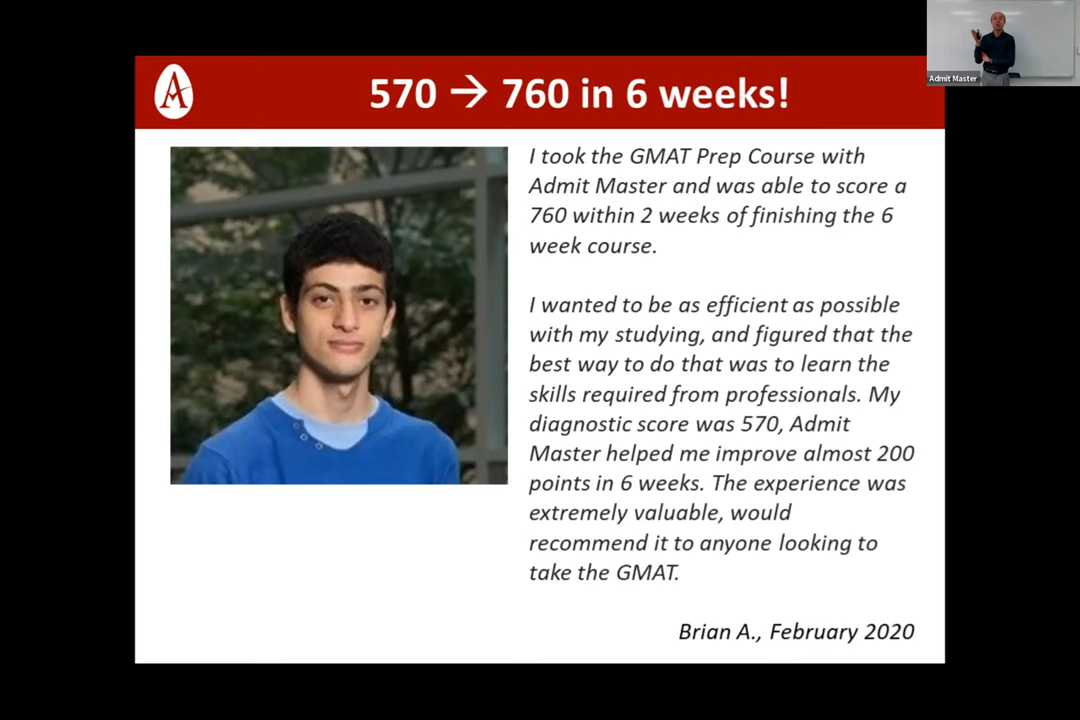 Admit Master
A
570 → 760 in 6 weeks!
I took the GMAT Prep Course with
Admit Master and was able to score a
760 within 2 weeks of finishing the 6
week course.
I wanted to be as efficient as possible
with my studying, and figured that the
best way to do that was to learn the
skills required from professionals. My
diagnostic score was 570, Admit
Master helped me improve almost 200
points in 6 weeks. The experience was
extremely valuable, would
recommend it to anyone looking to
take the GMAT.
Brian A., February 2020